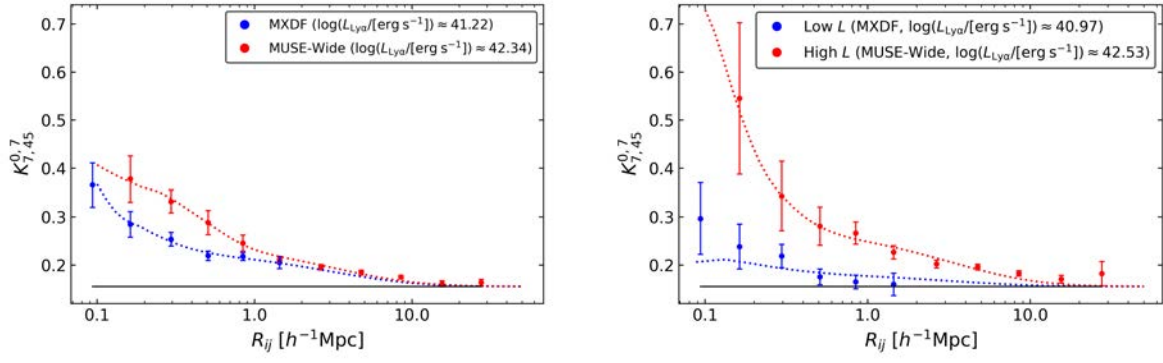 MXDF (log(L_Lyα/[erg s⁻¹]) ≈ 41.22)
MUSE-Wide (log(L_Lyα/[erg s⁻¹]) ≈ 42.34)
0.7
0.6
0.5
0.4
0.3
0.2
K^{0,7}_{7,45}
0.1 1.0 10.0
R_ij [h⁻¹Mpc]
Low L (MXDF, log(L_Lyα/[erg s⁻¹]) ≈ 40.97)
High L (MUSE-Wide, log(L_Lyα/[erg s⁻¹]) ≈ 42.53)
0.7
0.6
0.5
0.4
0.3
0.2
K^{0,7}_{7,45}
0.1 1.0 10.0
R_ij [h⁻¹Mpc]